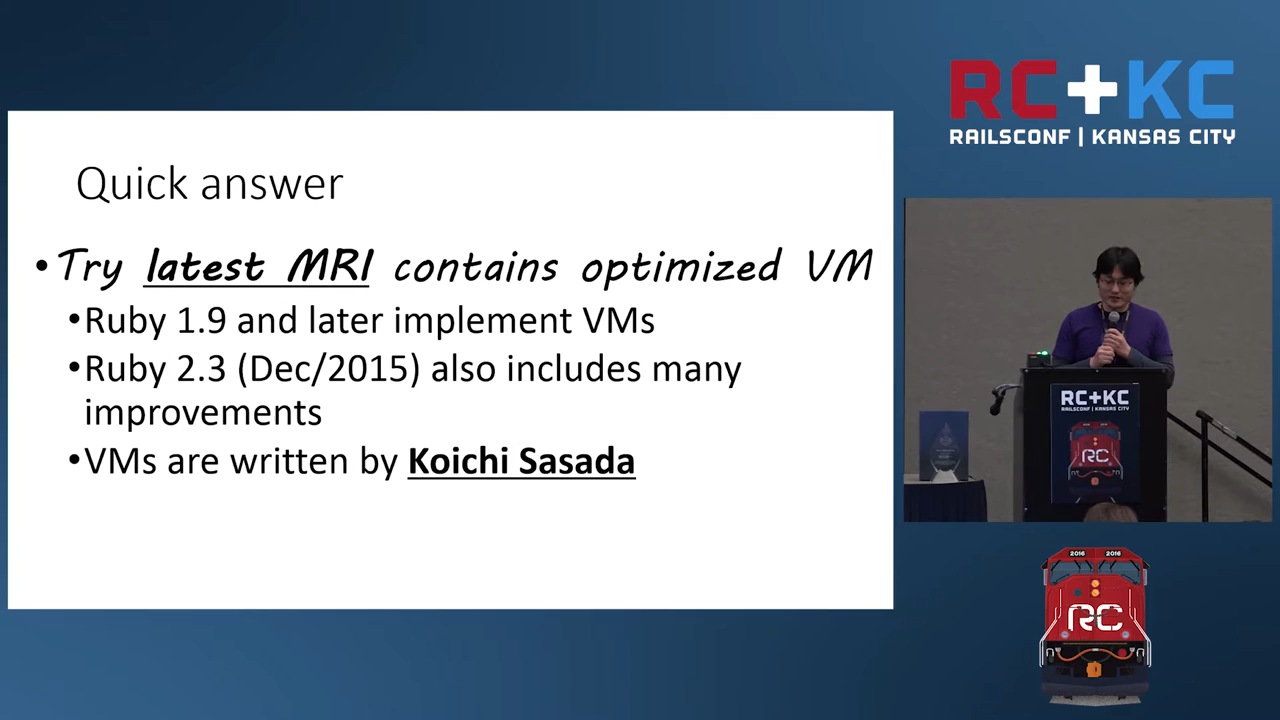 RC+KC
RAILSCONF | KANSAS CITY
Quick answer
•Try latest MRI contains optimized VM
•Ruby 1.9 and later implement VMs
•Ruby 2.3 (Dec/2015) also includes many
improvements
•VMs are written by Koichi Sasada
RC+KC
RAILSCONF | KANSAS CITY
RC
2016 2016
RC